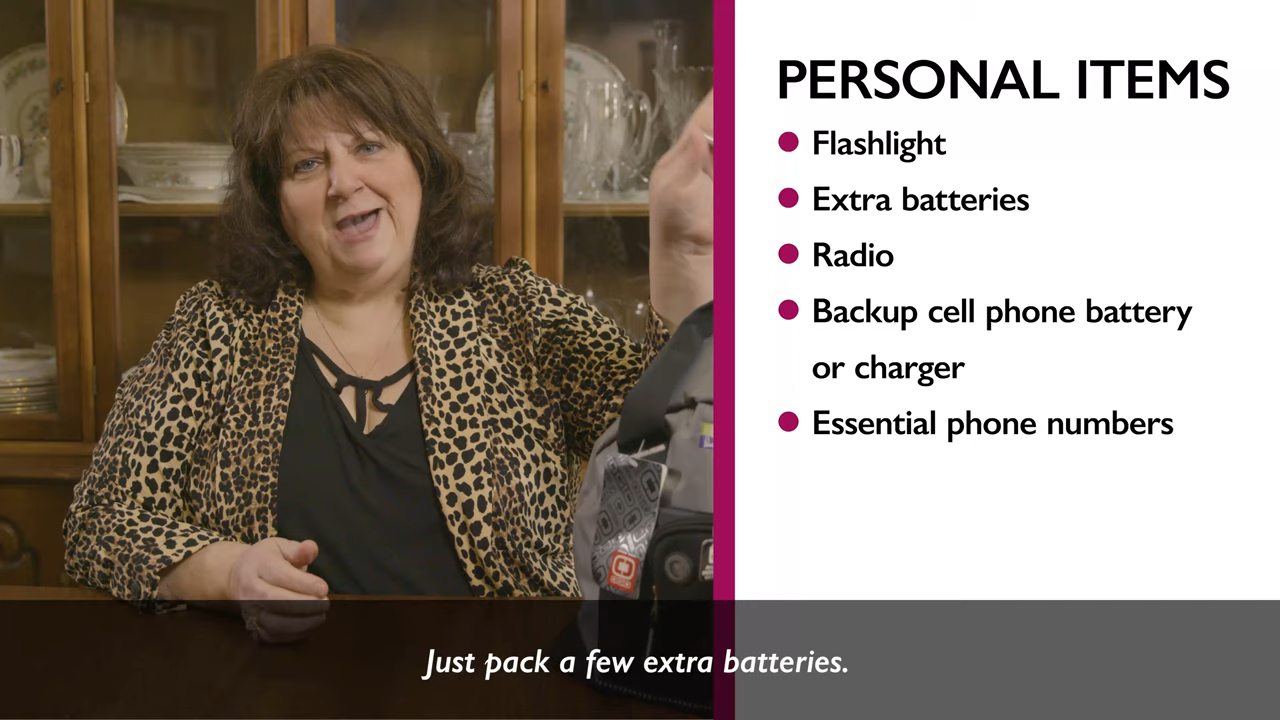 PERSONAL ITEMS
Flashlight
Extra batteries
Radio
Backup cell phone battery
or charger
Essential phone numbers
Just pack a few extra batteries.